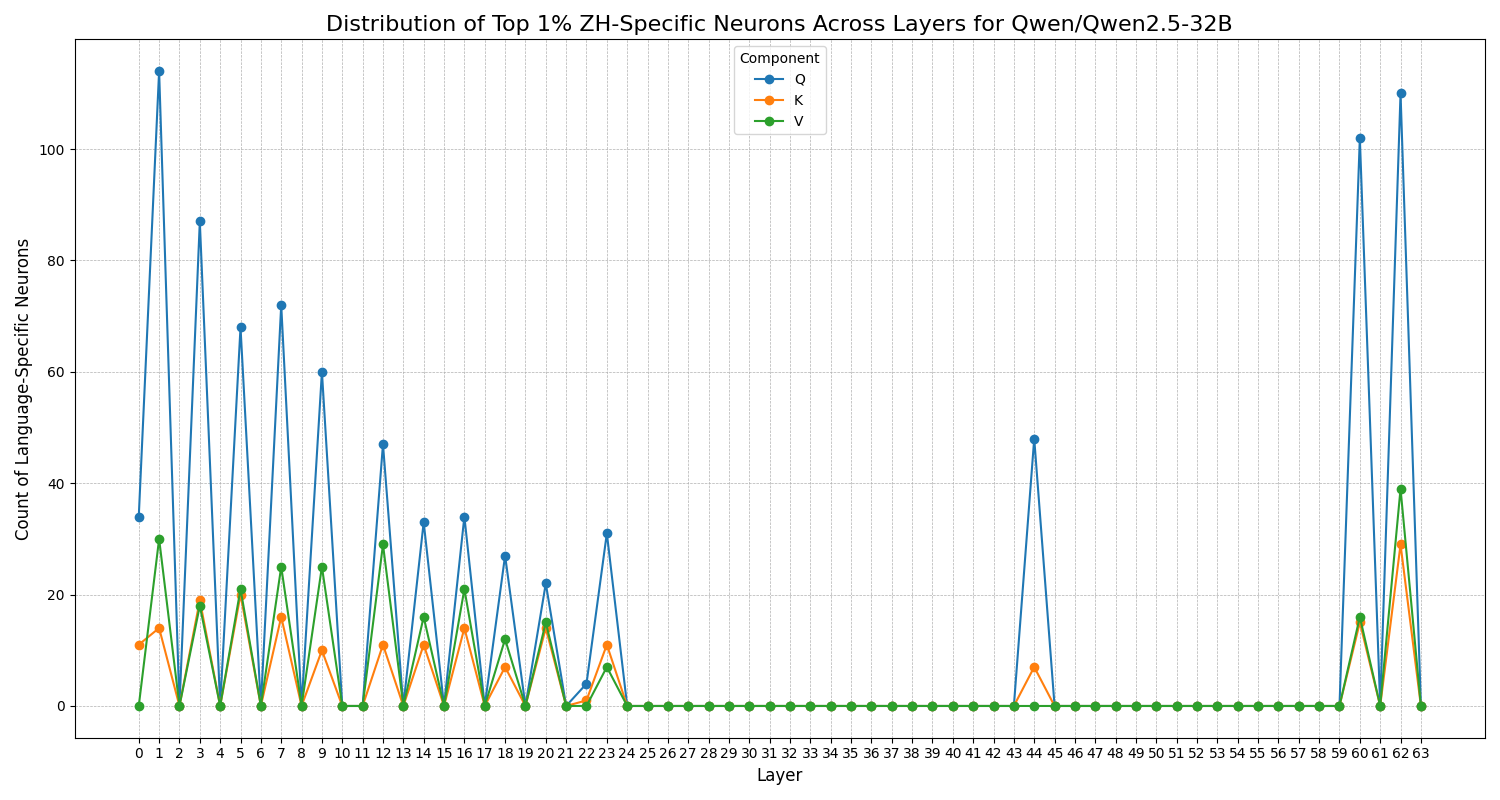 Distribution of Top 1% ZH-Specific Neurons Across Layers for Qwen/Qwen2.5-32B
Component
Q
K
V
Count of Language-Specific Neurons
100
80
60
40
20
0
0 1 2 3 4 5 6 7 8 9 10 11 12 13 14 15 16 17 18 19 20 21 22 23 24 25 26 27 28 29 30 31 32 33 34 35 36 37 38 39 40 41 42 43 44 45 46 47 48 49 50 51 52 53 54 55 56 57 58 59 60 61 62 63
Layer